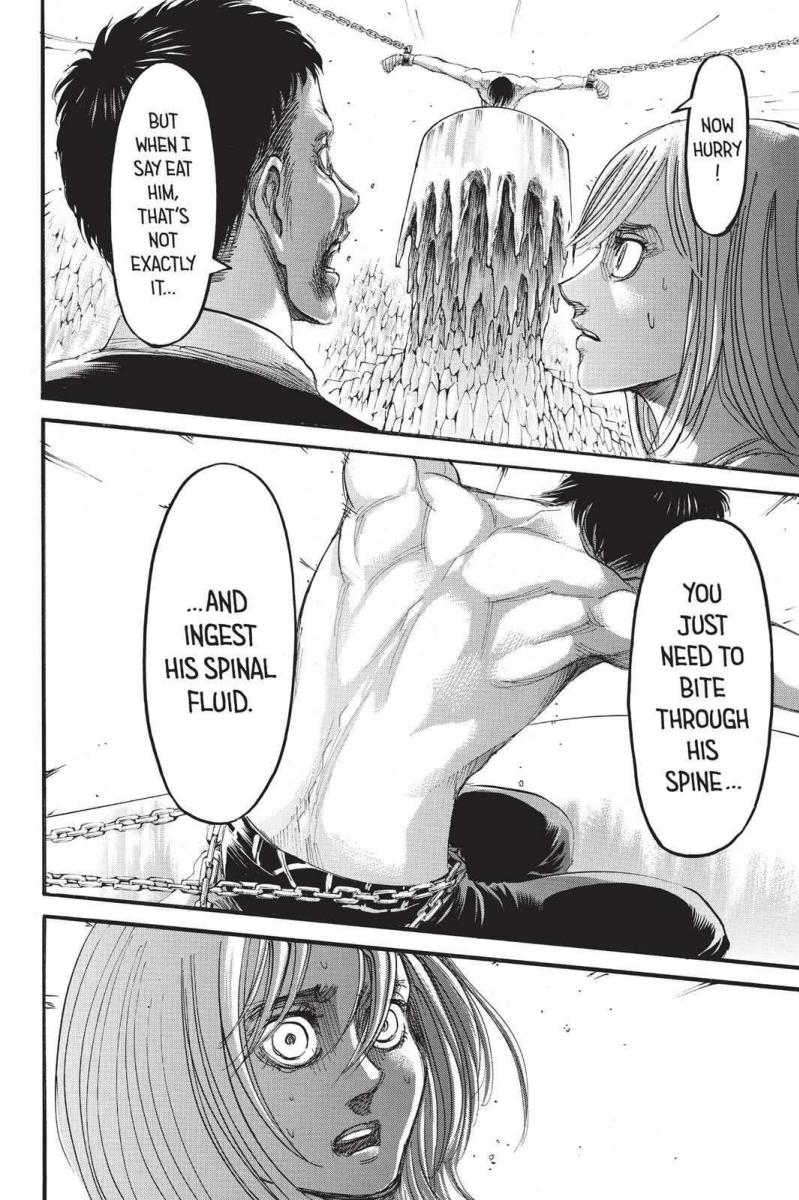 NOW
HURRY
!
BUT
WHEN I
SAY EAT
HIM,
THAT'S
NOT
EXACTLY
IT...
YOU
JUST
NEED TO
BITE
THROUGH
HIS
SPINE...
...AND
INGEST
HIS SPINAL
FLUID.